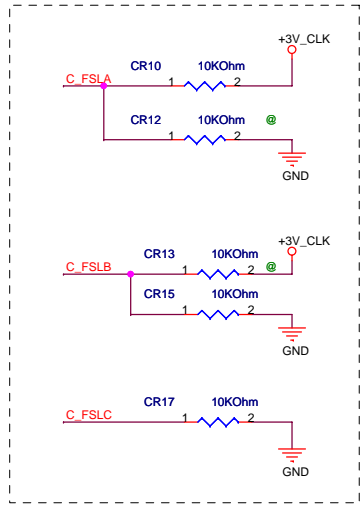 +3V_CLK
CR10 10KOhm
C_FSLA 1 2
CR12 10KOhm @
1 2
GND
+3V_CLK
CR13 10KOhm @
C_FSLB 1 2
CR15 10KOhm
1 2
GND
CR17 10KOhm
C_FSLC 1 2
GND